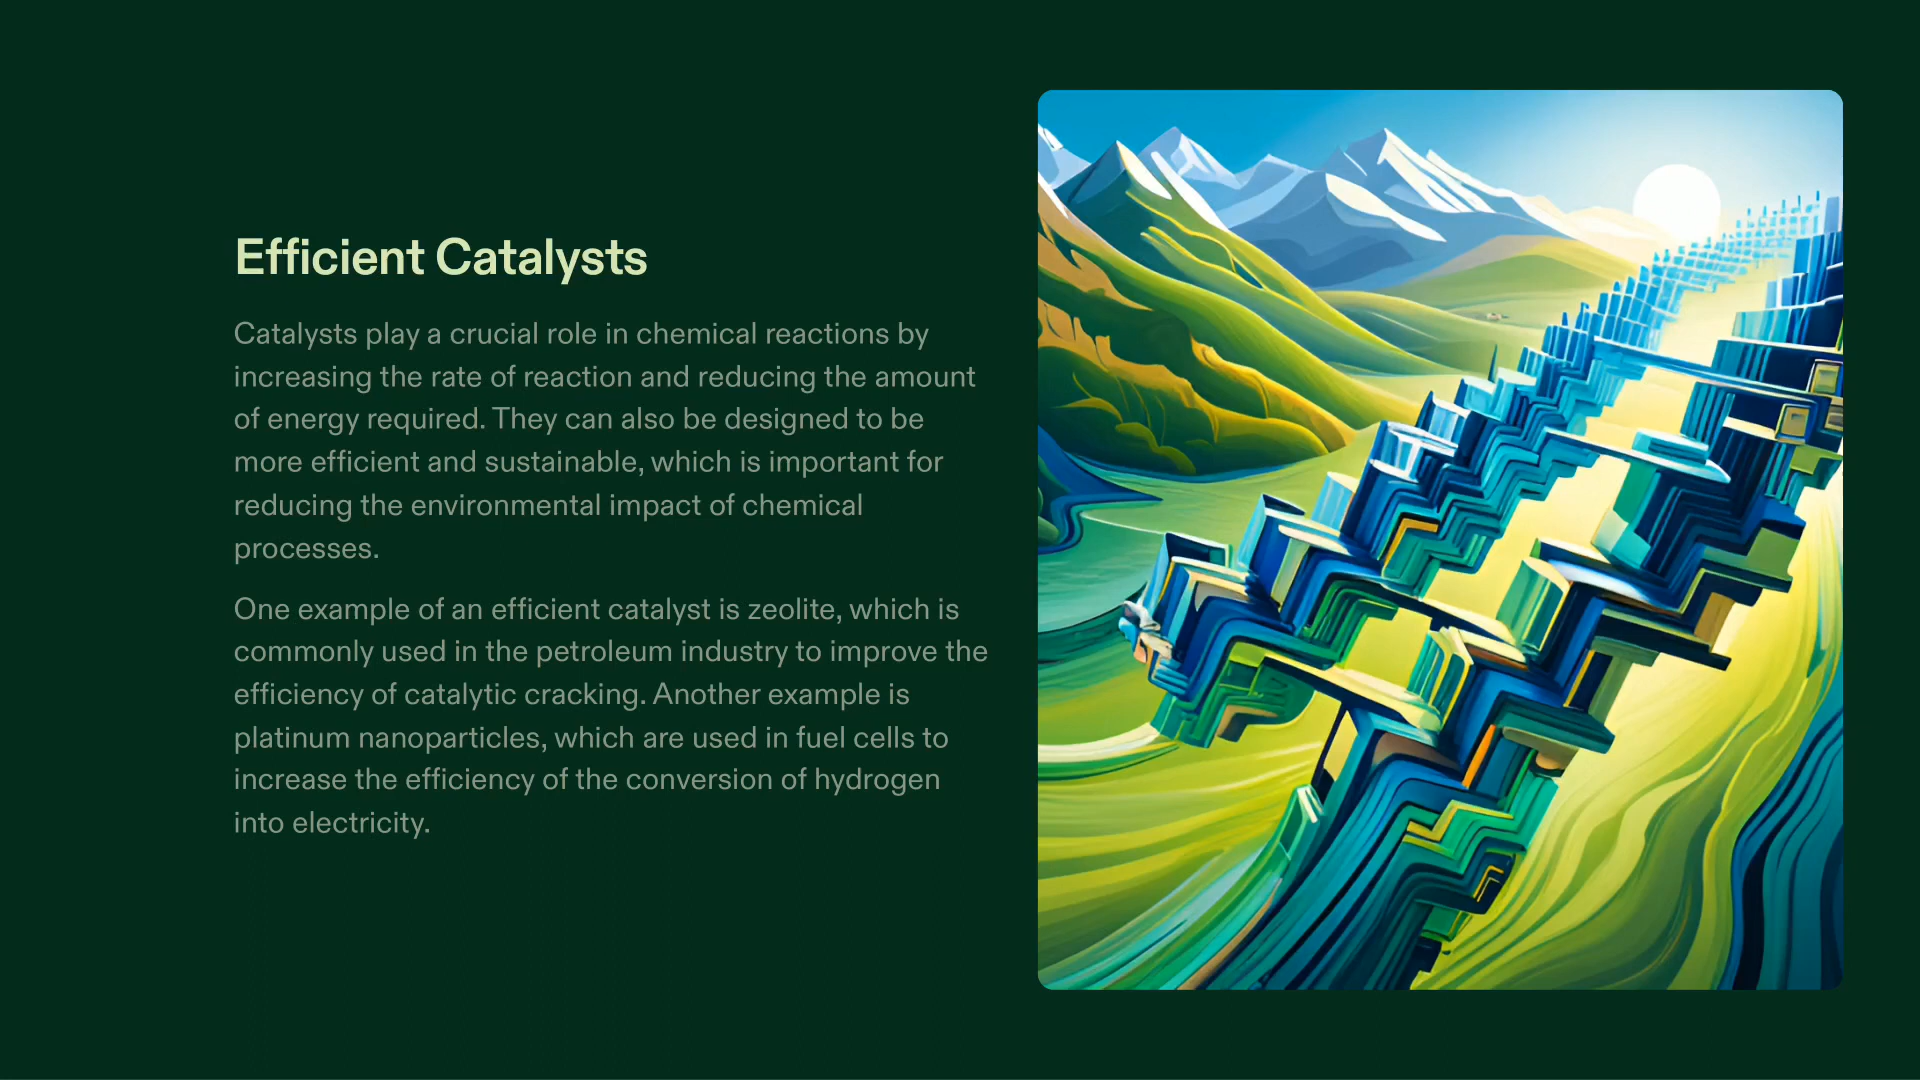 Efficient Catalysts
Catalysts play a crucial role in chemical reactions by
increasing the rate of reaction and reducing the amount
of energy required. They can also be designed to be
more efficient and sustainable, which is important for
reducing the environmental impact of chemical
processes.
One example of an efficient catalyst is zeolite, which is
commonly used in the petroleum industry to improve the
efficiency of catalytic cracking. Another example is
platinum nanoparticles, which are used in fuel cells to
increase the efficiency of the conversion of hydrogen
into electricity.